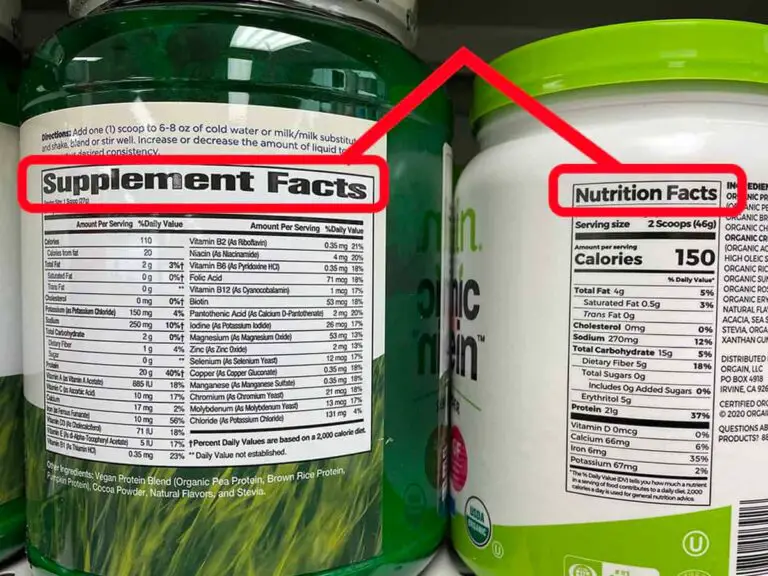 Directions: Add one (1) scoop to 6-8 oz of cold water or milk/milk substitute
and shake, blend or stir well. Increase or decrease the amount of liquid to
desired consistency.
Supplement Facts
Serving Size: 1 Scoop (27g)
Amount Per Serving %Daily Value
Calories 110
Calories from fat 20
Total Fat 2 g 3%†
Saturated Fat 0 g 0%†
Trans Fat 0 g **
Cholesterol 0 mg 0%†
Potassium (as Potassium Chloride) 150 mg 4%
Sodium 250 mg 10%†
Total Carbohydrate 2 g 0%†
Dietary Fiber 1 g 4%
Sugar 0 g **
Protein 20 g 40%†
Vitamin A (as Vitamin A Acetate) 885 IU 18%
Vitamin C (as Ascorbic Acid) 10 mg 17%
Calcium 17 mg 2%
Iron (as Ferrous Fumarate) 10 mg 56%
Vitamin D3 (As Cholecalciferol) 71 IU 18%
Vitamin E (As di-Alpha-Tocopheryl Acetate) 5 IU 17%
Vitamin B1 (As Thiamin HCl) 0.35 mg 23%
Amount Per Serving %Daily Value
Vitamin B2 (As Riboflavin) 0.35 mg 21%
Niacin (As Niacinamide) 4 mg 20%
Vitamin B6 (As Pyridoxine HCl) 0.35 mg 18%
Folic Acid 71 mcg 18%
Vitamin B12 (As Cyanocobalamin) 1 mcg 17%
Biotin 53 mcg 18%
Pantothenic Acid (As Calcium D-Pantothenate) 2 mg 20%
Iodine (As Potassium Iodide) 26 mcg 17%
Magnesium (As Magnesium Oxide) 53 mg 13%
Zinc (As Zinc Oxide) 2 mg 13%
Selenium (As Selenium Yeast) 12 mcg 17%
Copper (As Copper Gluconate) 0.35 mg 18%
Manganese (As Manganese Sulfate) 0.35 mg 18%
Chromium (As Chromium Yeast) 21 mcg 18%
Molybdenum (As Molybdenum Yeast) 13 mcg 17%
Chloride (As Potassium Chloride) 131 mg 4%
†Percent Daily Values are based on a 2,000 calorie diet.
**Daily Value not established.
Other Ingredients: Vegan Protein Blend (Organic Pea Protein, Brown Rice Protein,
Pumpkin Protein), Cocoa Powder, Natural Flavors, and Stevia.
USDA
ORGANIC
Nutrition Facts
Serving size 2 Scoops (46g)
Amount per serving
Calories 150
% Daily Value*
Total Fat 4g 5%
Saturated Fat 0.5g 3%
Trans Fat 0g
Cholesterol 0mg 0%
Sodium 270mg 12%
Total Carbohydrate 15g 5%
Dietary Fiber 5g 18%
Total Sugars 0g
Includes 0g Added Sugars 0%
Erythritol 5g
Protein 21g 37%
Vitamin D 0mcg 0%
Calcium 66mg 6%
Iron 6mg 35%
Potassium 67mg 2%
*The % Daily Value (DV) tells you how much a nutrient
in a serving of food contributes to a daily diet. 2,000
calories a day is used for general nutrition advice.
ORGANIC
ORGANIC
ORGANIC
ORGANIC
HIGH OLEIC
ORGANIC
ORGANIC
ORGANIC
ORGANIC
NATURAL
ACACIA, SEA
STEVIA, ORGA
XANTHAN GUM
DISTRIBUTED
ORGAIN, LLC
PO BOX 4918
IRVINE, CA
CERTIFIED ORGA
© 2020 ORGAIN
QUESTIONS
PRODUCTS?
U